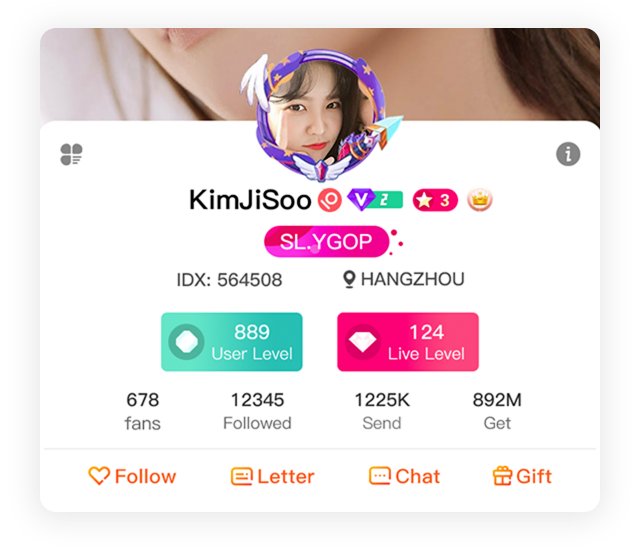 KimJiSoo V 2 3
SL.YGOP
IDX: 564508 HANGZHOU
889 124
User Level Live Level
678 12345 1225K 892M
fans Followed Send Get
Follow Letter Chat Gift